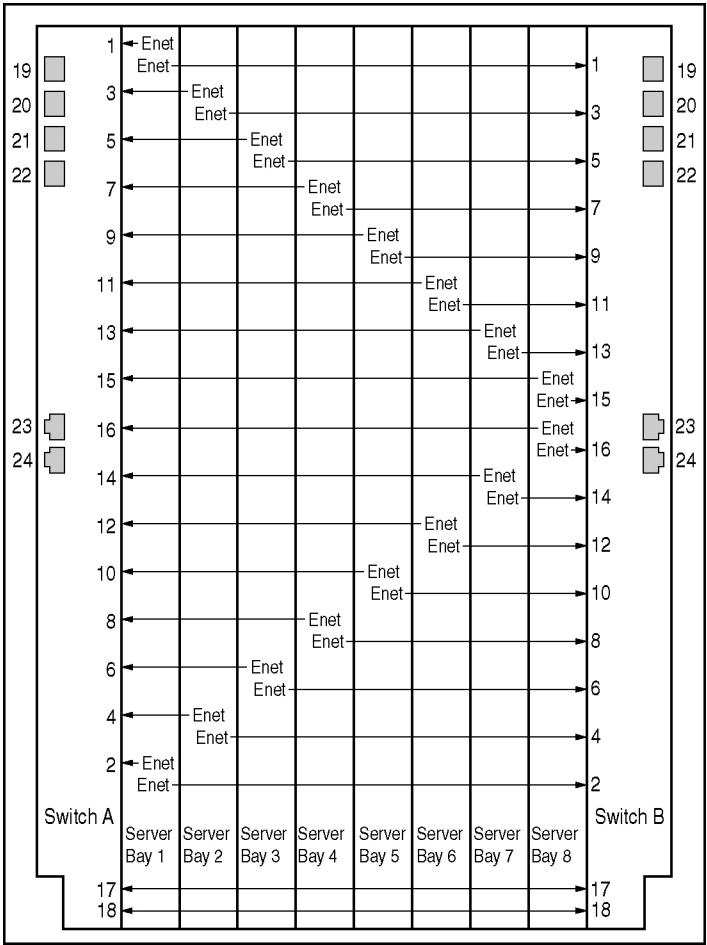 1 Enet
19 Enet 1 19
3 Enet
20 Enet 3 20
5 Enet
21 Enet 5 21
22 7 Enet 22
Enet 7
9 Enet
Enet 9
11 Enet
Enet 11
13 Enet
Enet 13
15 Enet
Enet 15
23 16 Enet 23
24 Enet 16 24
14 Enet
Enet 14
12 Enet
Enet 12
10 Enet
Enet 10
8 Enet
Enet 8
6 Enet
Enet 6
4 Enet
Enet 4
2 Enet
Enet 2
Switch A Switch B
Server Server Server Server Server Server Server Server
Bay 1 Bay 2 Bay 3 Bay 4 Bay 5 Bay 6 Bay 7 Bay 8
17 17
18 18